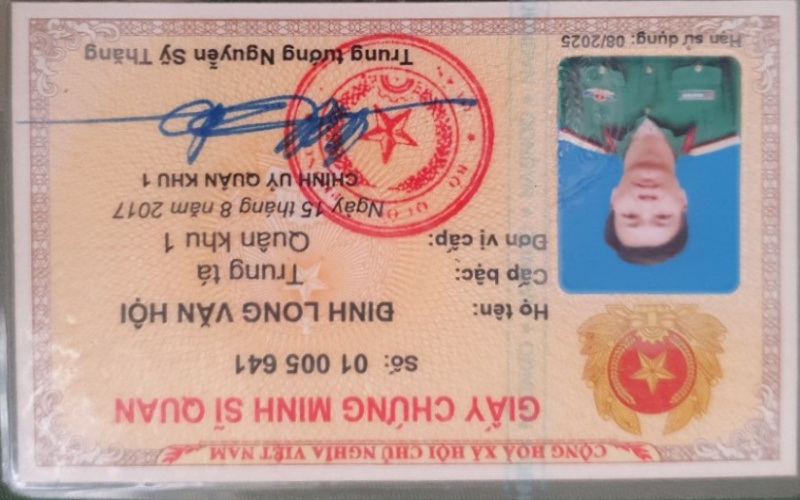 CỘNG HOÀ XÃ HỘI CHỦ NGHĨA VIỆT NAM
GIẤY CHỨNG MINH SĨ QUAN
Số: 01 005 641
Họ tên: ĐINH LONG VĂN HỘI
Cấp bậc: Trung tá
Đơn vị cấp: Quân khu 1
Ngày 15 tháng 8 năm 2017
CHÍNH UỶ QUÂN KHU 1
Trung tướng Nguyễn Sỹ Thăng
Hạn sử dụng: 08/2025